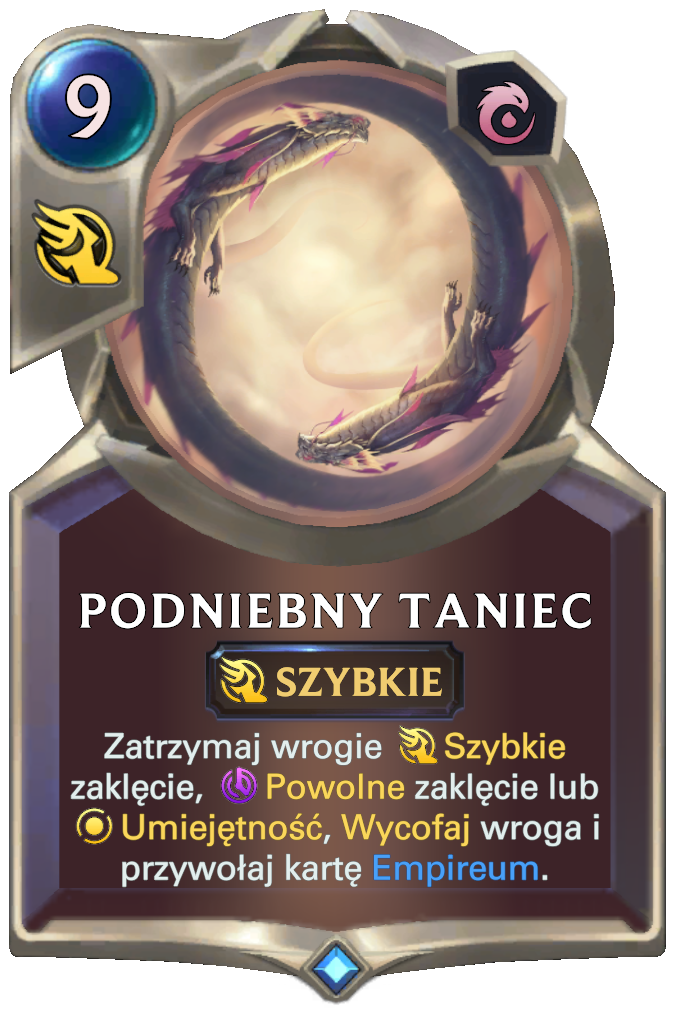 9
PODNIEBNY TANIEC
SZYBKIE
Zatrzymaj wrogie Szybkie
zaklęcie, Powolne zaklęcie lub
Umiejętność, Wycofaj wroga i
przywołaj kartę Empireum.